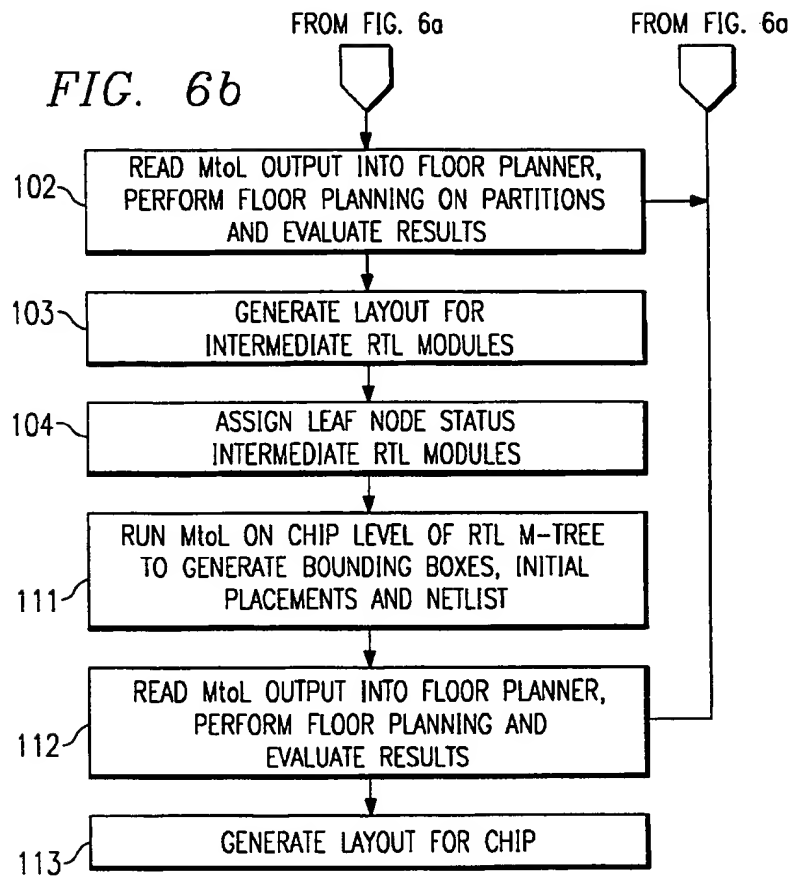 FROM FIG. 6a
FROM FIG. 6a
FIG. 6b
102
READ MtoL OUTPUT INTO FLOOR PLANNER,
PERFORM FLOOR PLANNING ON PARTITIONS
AND EVALUATE RESULTS
103
GENERATE LAYOUT FOR
INTERMEDIATE RTL MODULES
104
ASSIGN LEAF NODE STATUS
INTERMEDIATE RTL MODULES
111
RUN MtoL ON CHIP LEVEL OF RTL M-TREE
TO GENERATE BOUNDING BOXES, INITIAL
PLACEMENTS AND NETLIST
112
READ MtoL OUTPUT INTO FLOOR PLANNER,
PERFORM FLOOR PLANNING AND
EVALUATE RESULTS
113
GENERATE LAYOUT FOR CHIP